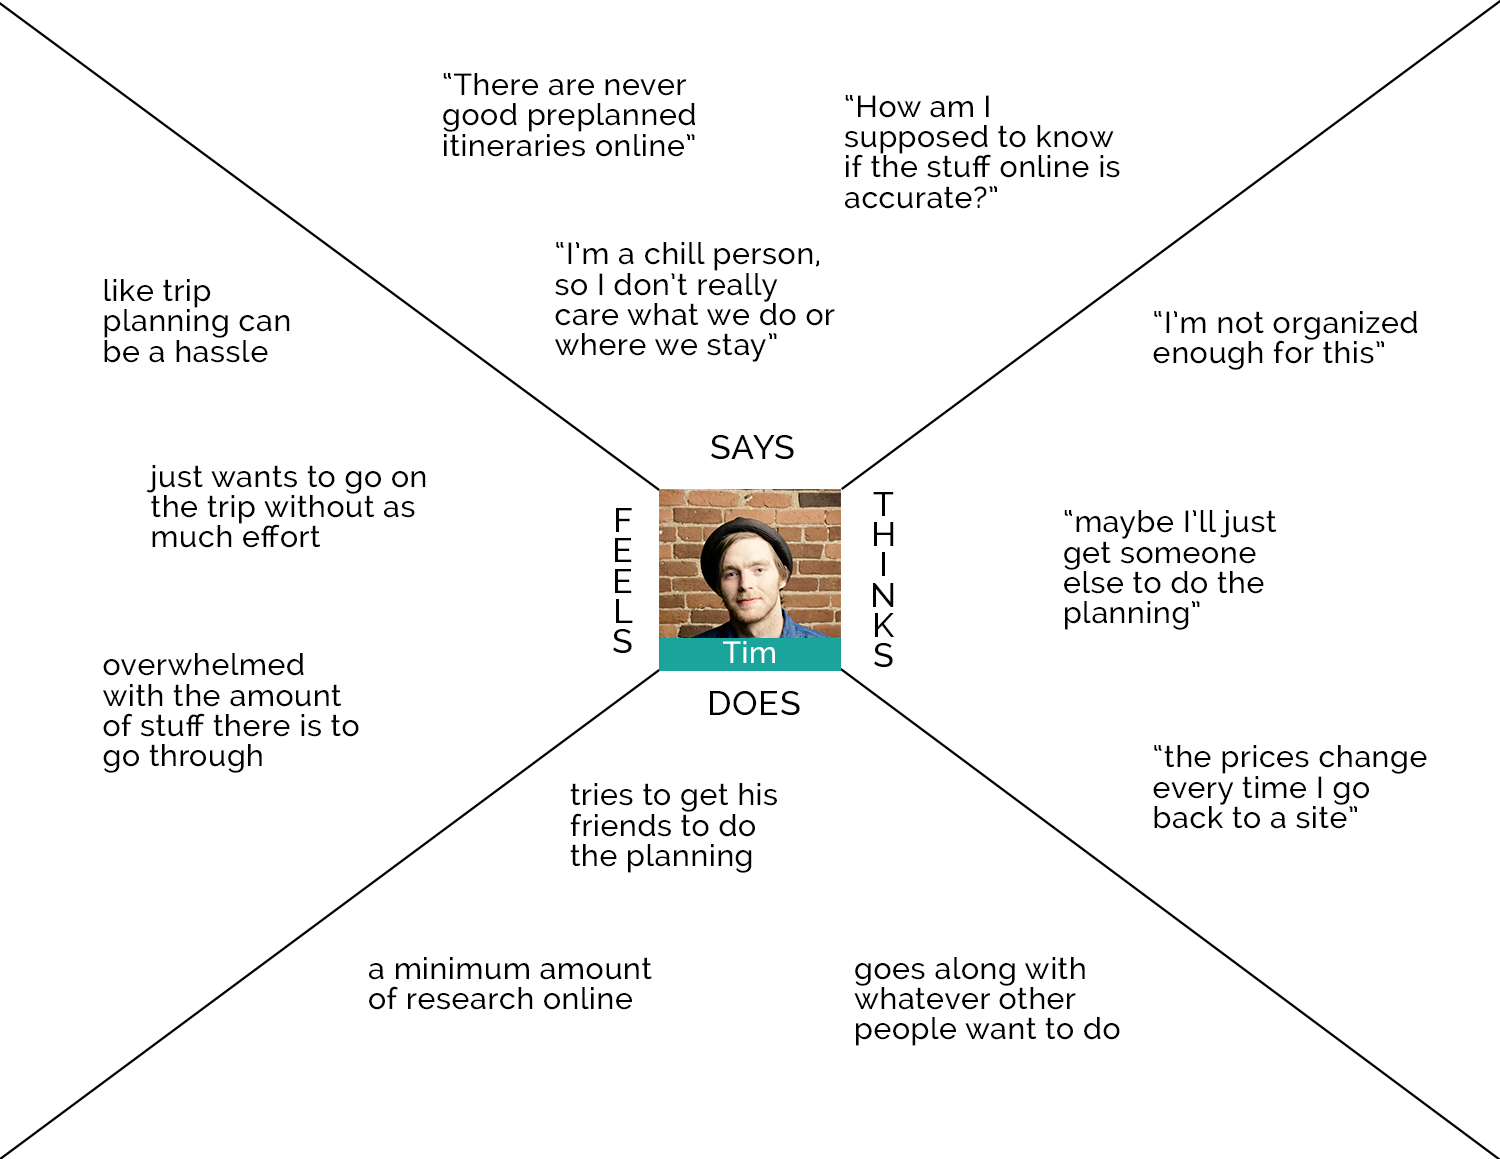 “There are never
good preplanned
itineraries online”
“How am I
supposed to know
if the stuff online is
accurate?”
“I’m a chill person,
so I don’t really
care what we do or
where we stay”
like trip
planning can
be a hassle
just wants to go on
the trip without as
much effort
overwhelmed
with the amount
of stuff there is to
go through
SAYS
FEELS
THINKS
Tim
DOES
“I’m not organized
enough for this”
“maybe I’ll just
get someone
else to do the
planning”
“the prices change
every time I go
back to a site”
tries to get his
friends to do
the planning
a minimum amount
of research online
goes along with
whatever other
people want to do